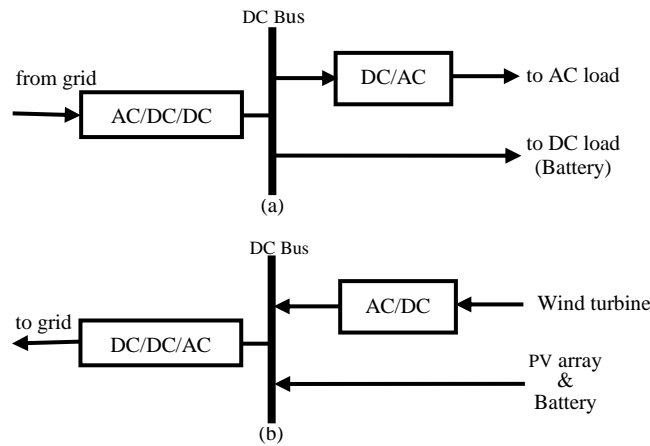 DC Bus
from grid
AC/DC/DC
DC/AC
to AC load
to DC load
(Battery)
(a)
DC Bus
to grid
DC/DC/AC
AC/DC
Wind turbine
PV array
&
Battery
(b)